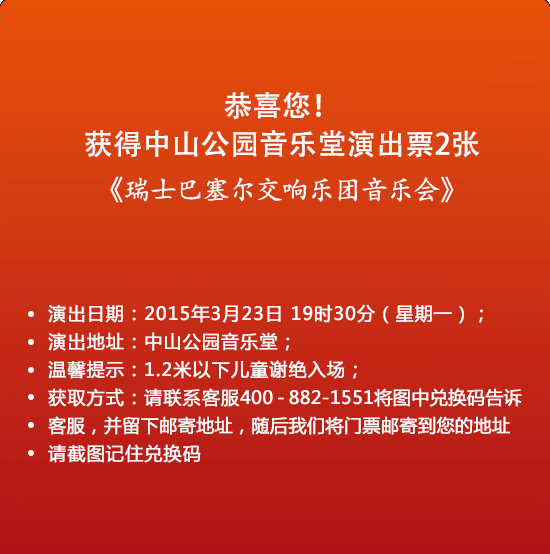 恭喜您!
获得中山公园音乐堂演出票2张
《瑞士巴塞尔交响乐团音乐会》
• 演出日期：2015年3月23日 19时30分（星期一）；
• 演出地址：中山公园音乐堂；
• 温馨提示：1.2米以下儿童谢绝入场；
• 获取方式：请联系客服400-882-1551将图中兑换码告诉
• 客服，并留下邮寄地址，随后我们将门票邮寄到您的地址
• 请截图记住兑换码